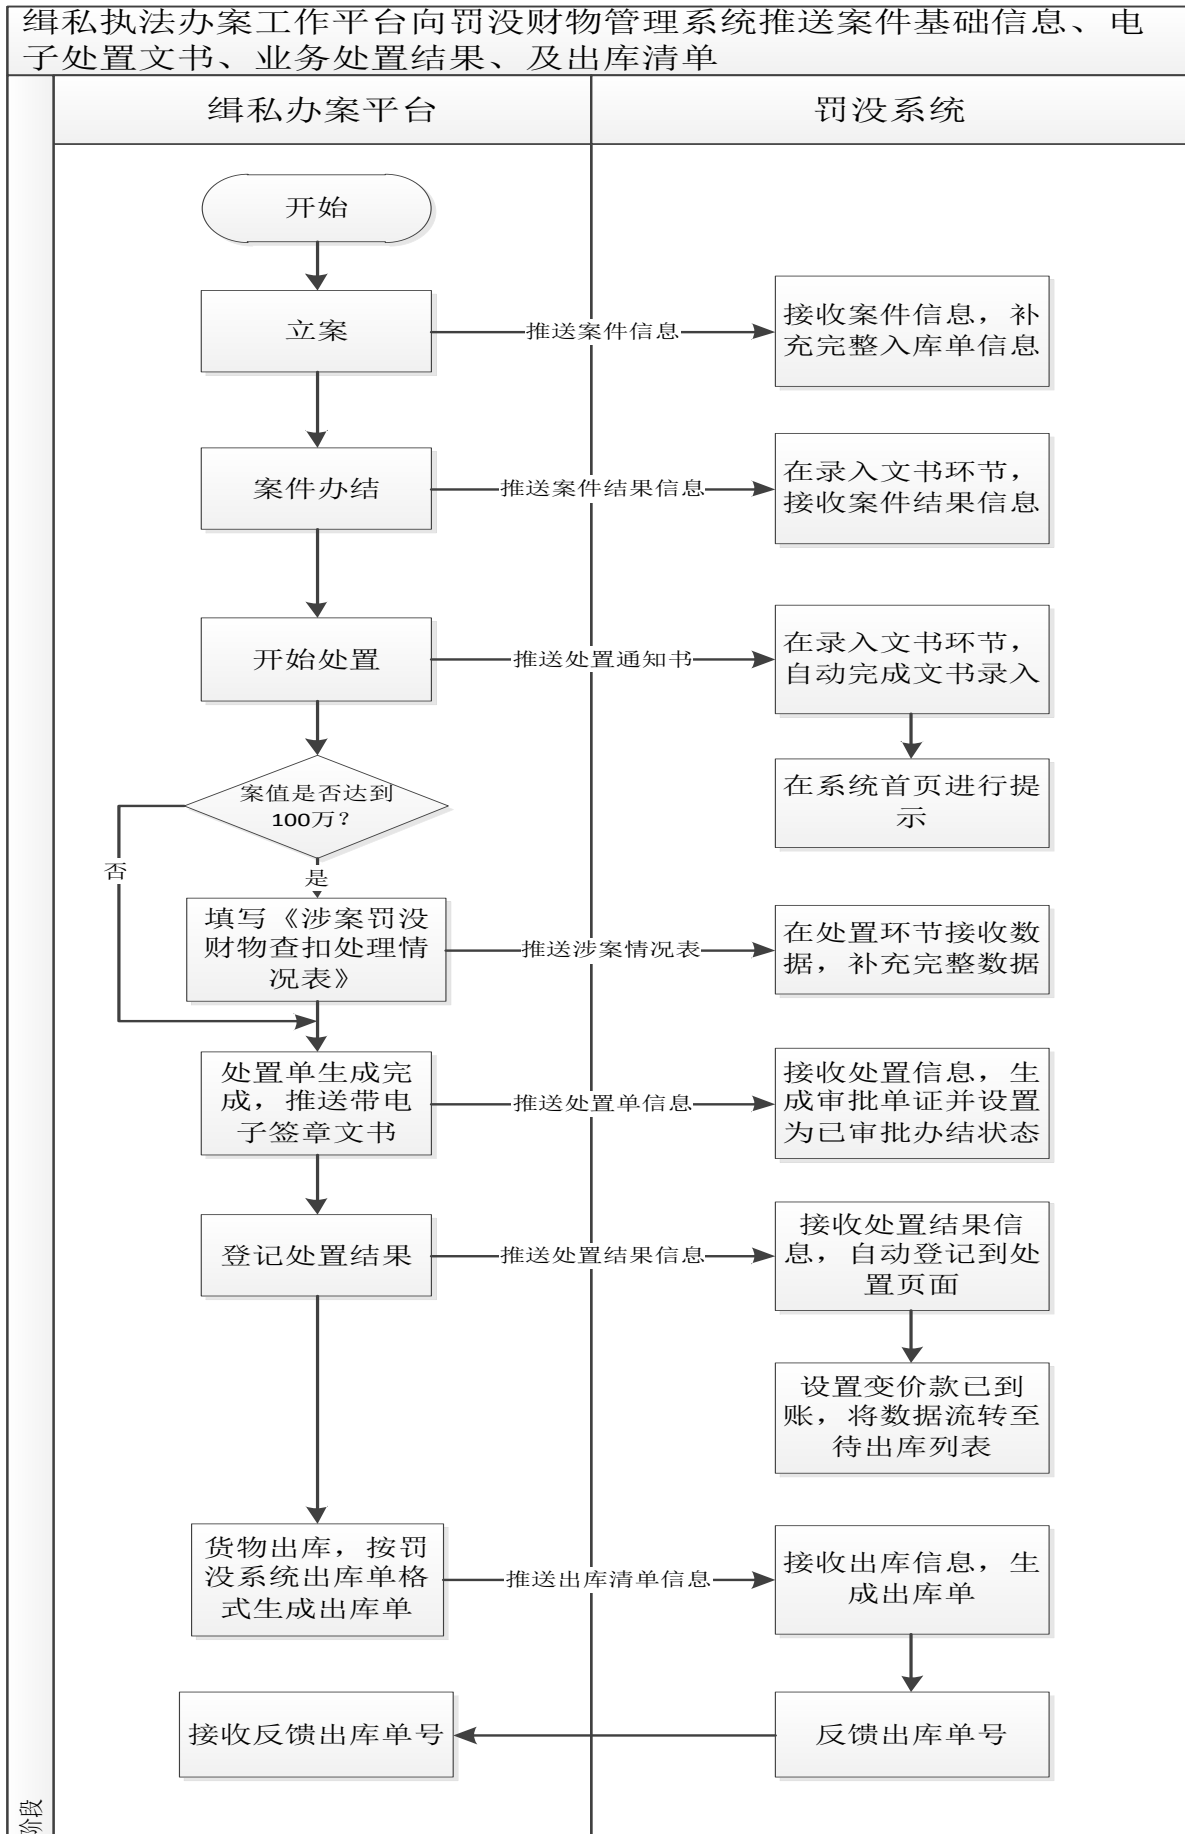 缉私执法办案工作平台向罚没财物管理系统推送案件基础信息、电
子处置文书、业务处置结果、及出库清单
缉私办案平台
罚没系统
开始
立案
推送案件信息
接收案件信息，补
充完整入库单信息
案件办结
推送案件结果信息
在录入文书环节，
接收案件结果信息
开始处置
推送处置通知书
在录入文书环节，
自动完成文书录入
案值是否达到
100万？
在系统首页进行提
示
否
是
填写《涉案罚没
财物查扣处理情
况表》
推送涉案情况表
在处置环节接收数
据，补充完整数据
处置单生成完
成，推送带电
子签章文书
推送处置单信息
接收处置信息，生
成审批单证并设置
为已审批办结状态
登记处置结果
推送处置结果信息
接收处置结果信
息，自动登记到处
置页面
设置变价款已到
账，将数据流转至
待出库列表
货物出库，按罚
没系统出库单格
式生成出库单
推送出库清单信息
接收出库信息，生
成出库单
接收反馈出库单号
反馈出库单号
阶段